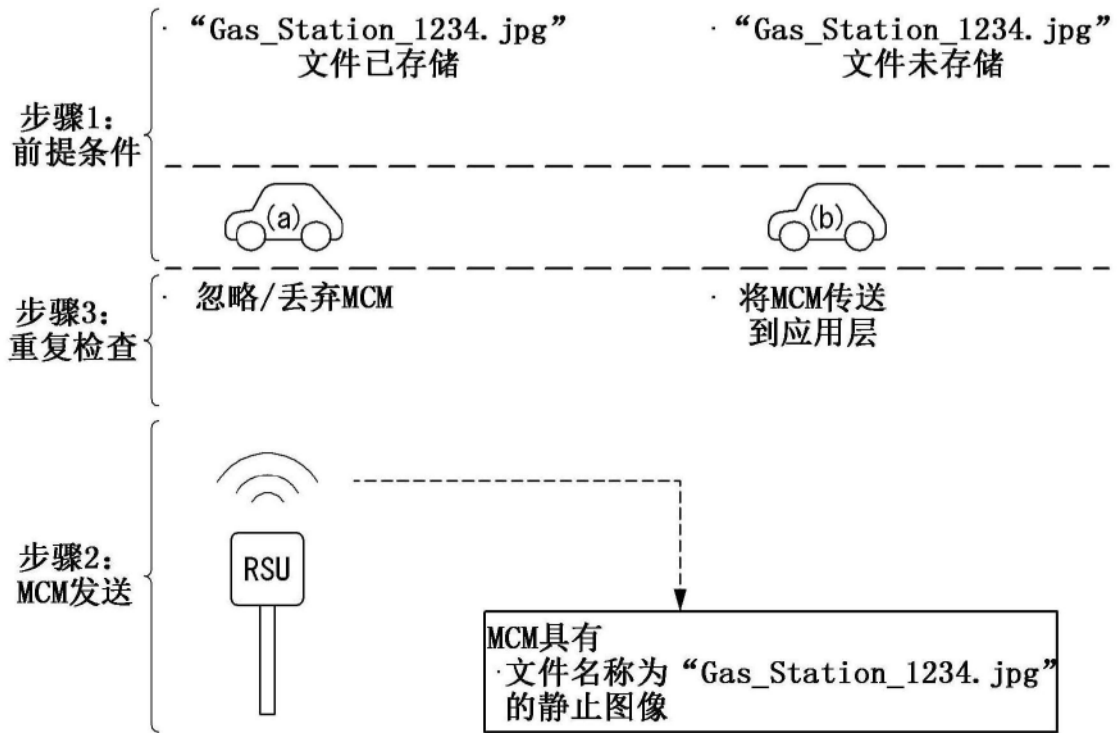 · “Gas_Station_1234.jpg”
文件已存储
· “Gas_Station_1234.jpg”
文件未存储
步骤1：
前提条件
(a)
(b)
步骤3：
重复检查
· 忽略/丢弃MCM
· 将MCM传送
到应用层
步骤2：
MCM发送
RSU
MCM具有
·文件名称为“Gas_Station_1234.jpg”
的静止图像